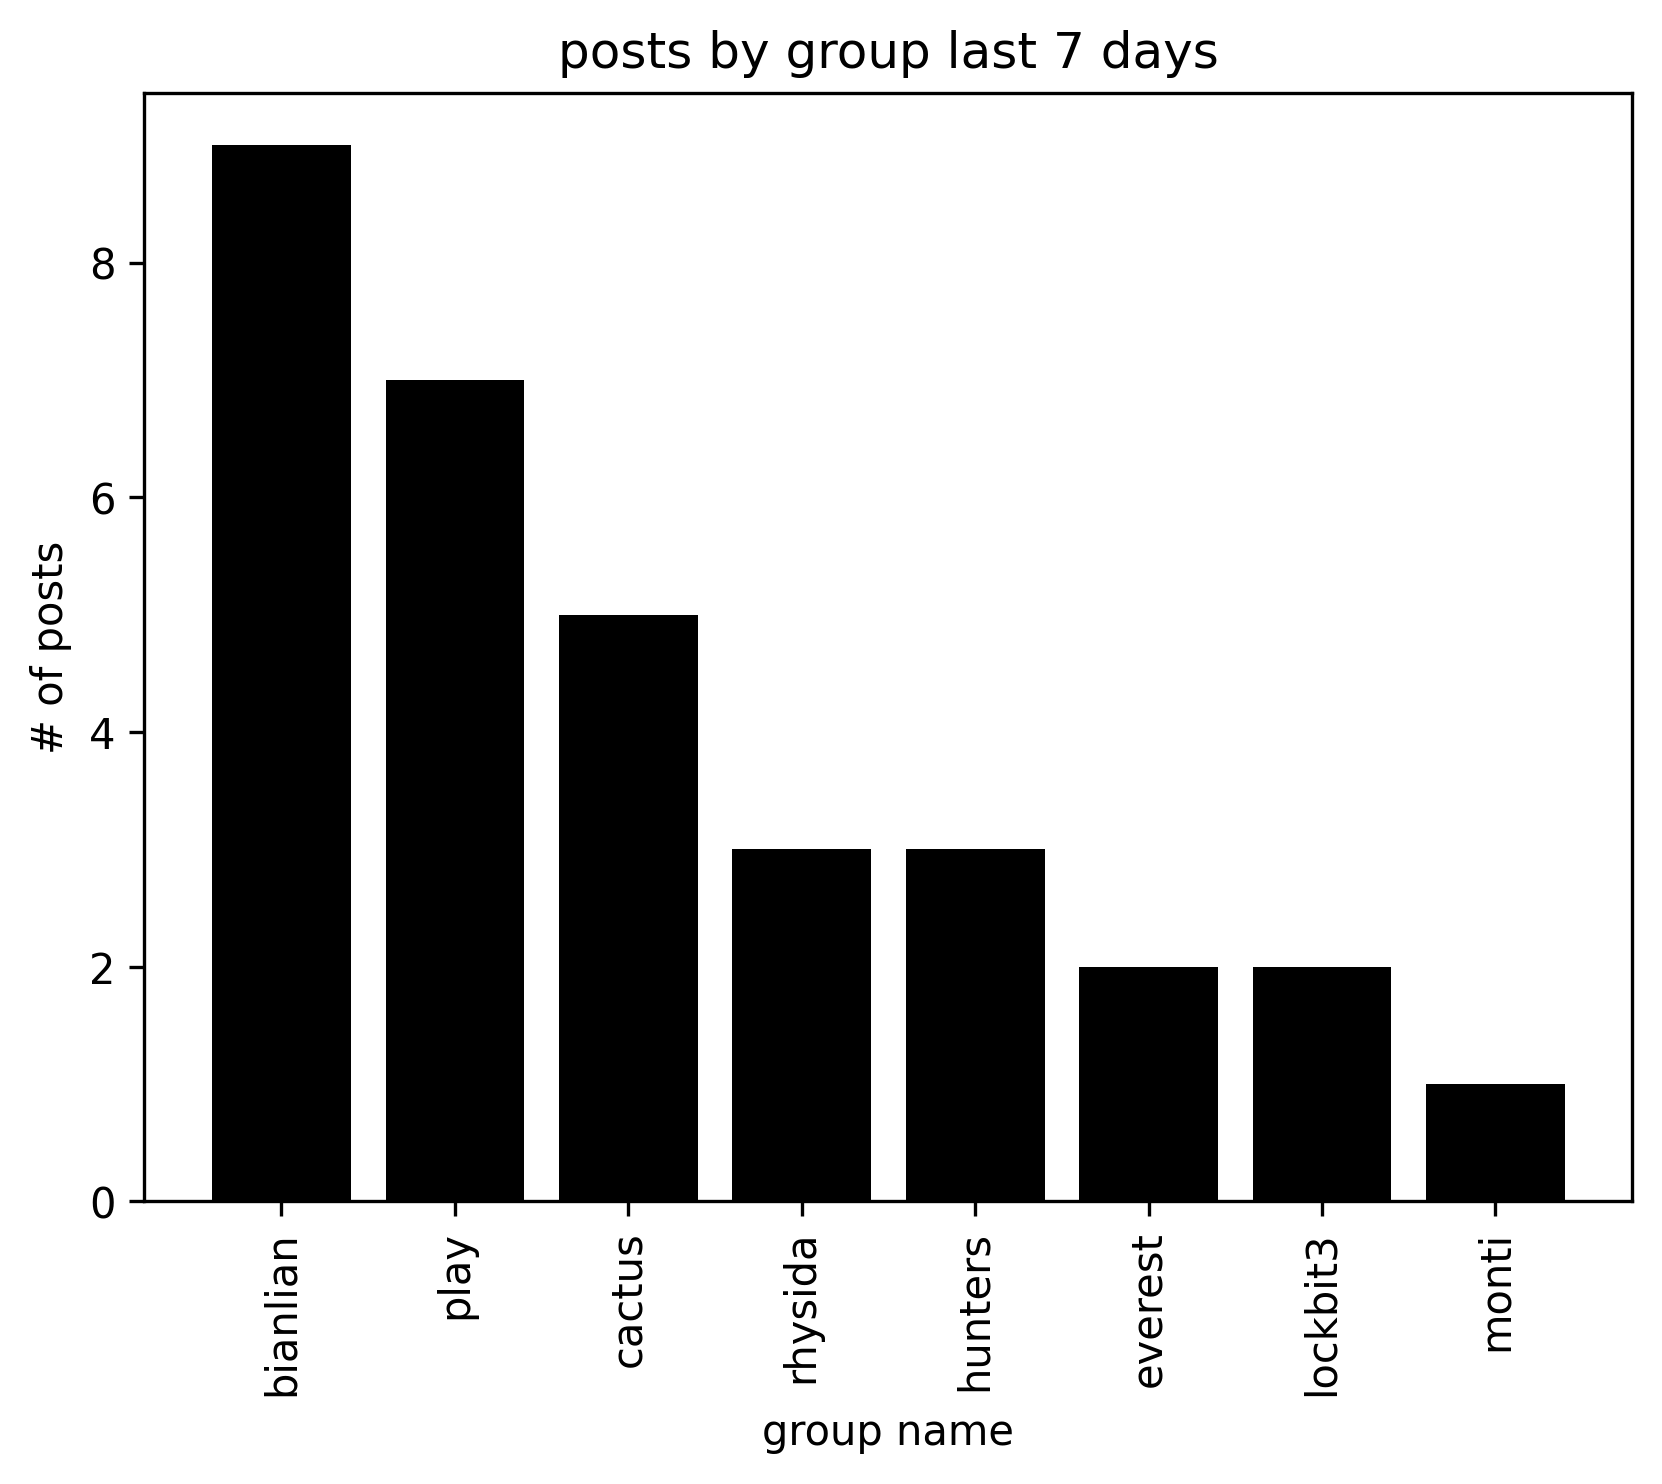 posts by group last 7 days
# of posts
8
6
4
2
0
bianlian
play
cactus
rhysida
hunters
everest
lockbit3
monti
group name